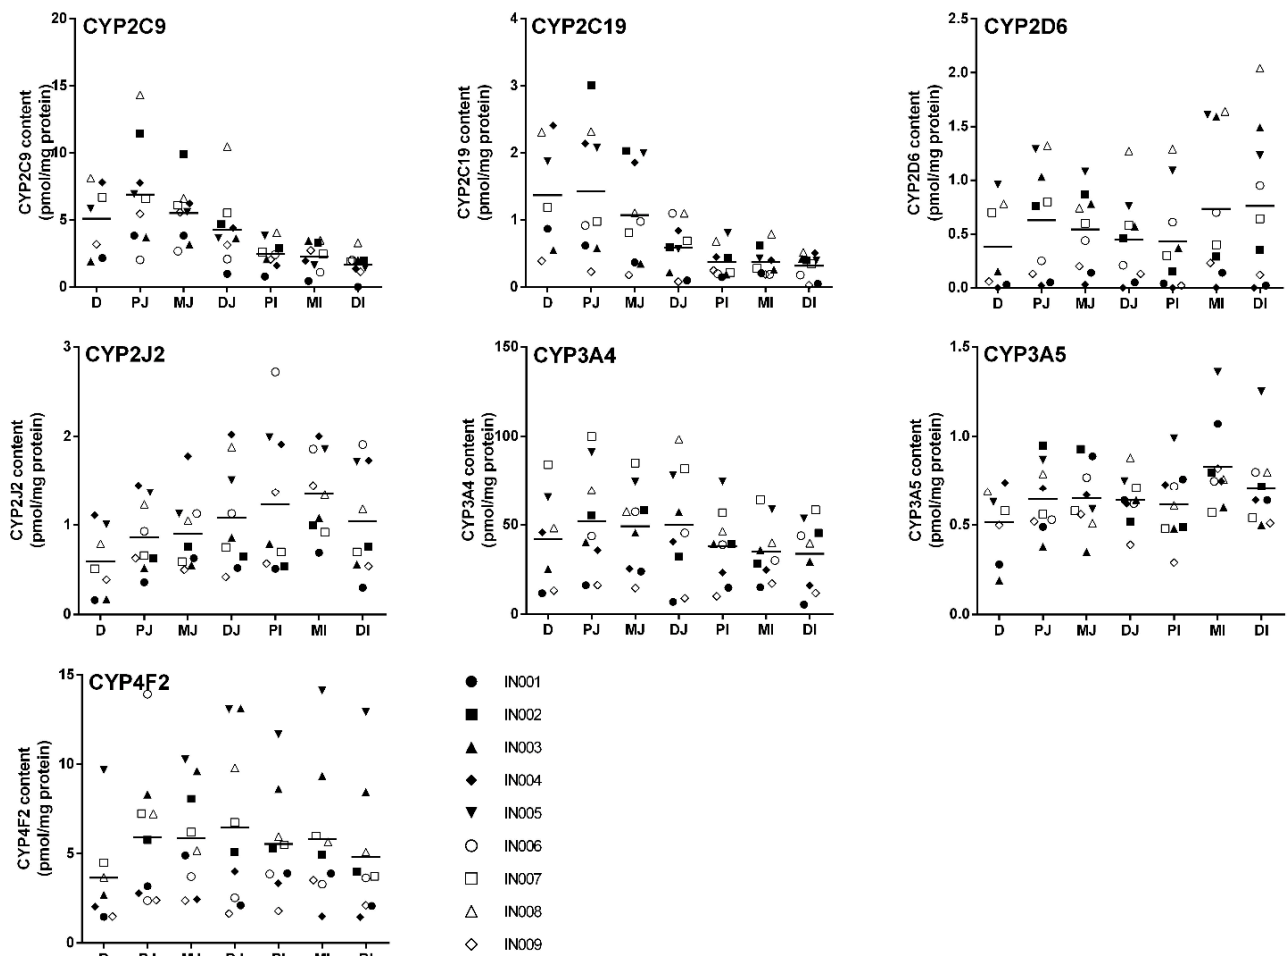 CYP2C9
CYP2C9 content
(pmol/mg protein)
20
15
10
5
0
D PJ MJ DJ PI MI DI
CYP2C19
CYP2C19 content
(pmol/mg protein)
4
3
2
1
0
D PJ MJ DJ PI MI DI
CYP2D6
CYP2D6 content
(pmol/mg protein)
2.5
2.0
1.5
1.0
0.5
0.0
D PJ MJ DJ PI MI DI
CYP2J2
CYP2J2 content
(pmol/mg protein)
3
2
1
0
D PJ MJ DJ PI MI DI
CYP3A4
CYP3A4 content
(pmol/mg protein)
150
100
50
0
D PJ MJ DJ PI MI DI
CYP3A5
CYP3A5 content
(pmol/mg protein)
1.5
1.0
0.5
0.0
D PJ MJ DJ PI MI DI
CYP4F2
CYP4F2 content
(pmol/mg protein)
15
10
5
0
IN001
IN002
IN003
IN004
IN005
IN006
IN007
IN008
IN009